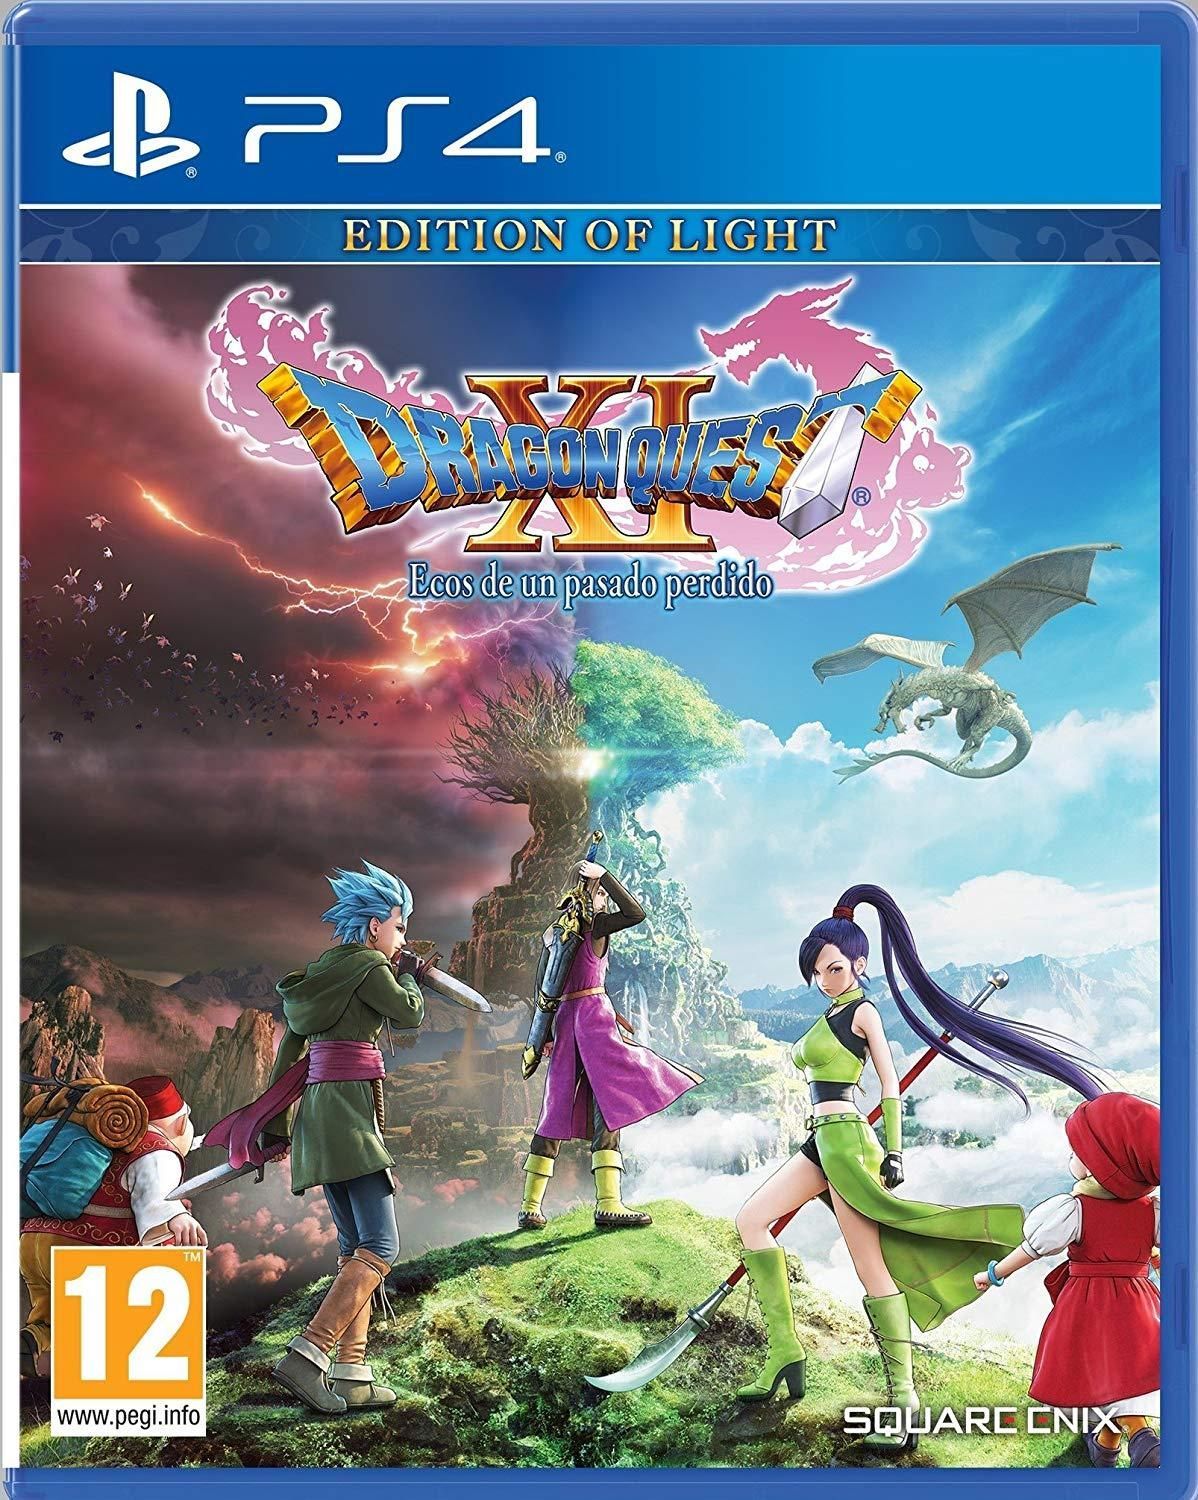 PS4
EDITION OF LIGHT
DRAGON QUEST
XI
Ecos de un pasado perdido
12
www.pegi.info
SQUARE ENIX